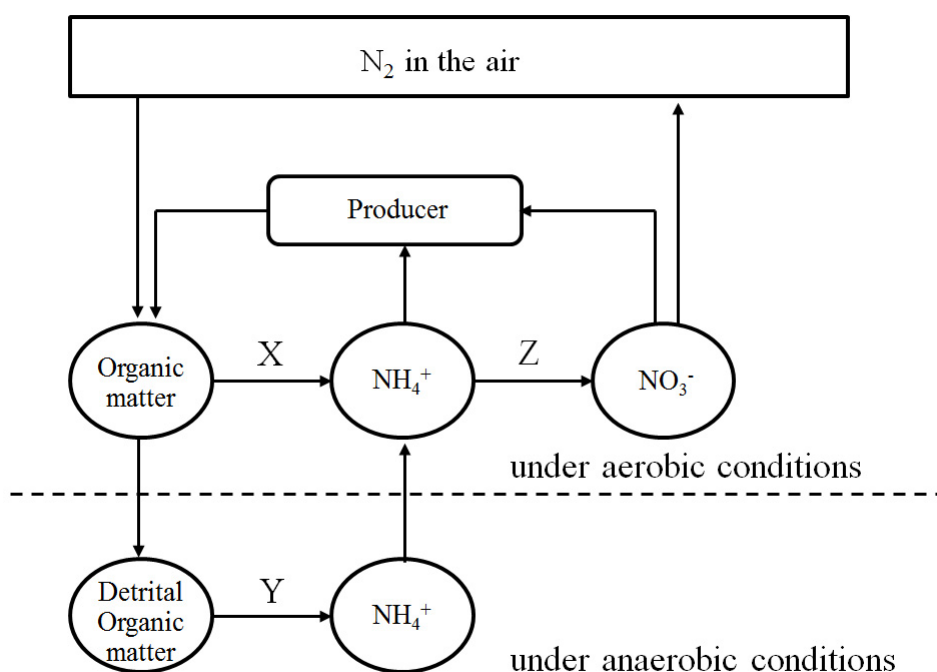 N₂ in the air
Producer
X
Z
Organic
matter
NH₄⁺
NO₃⁻
under aerobic conditions
Detrital
Organic
matter
Y
NH₄⁺
under anaerobic conditions